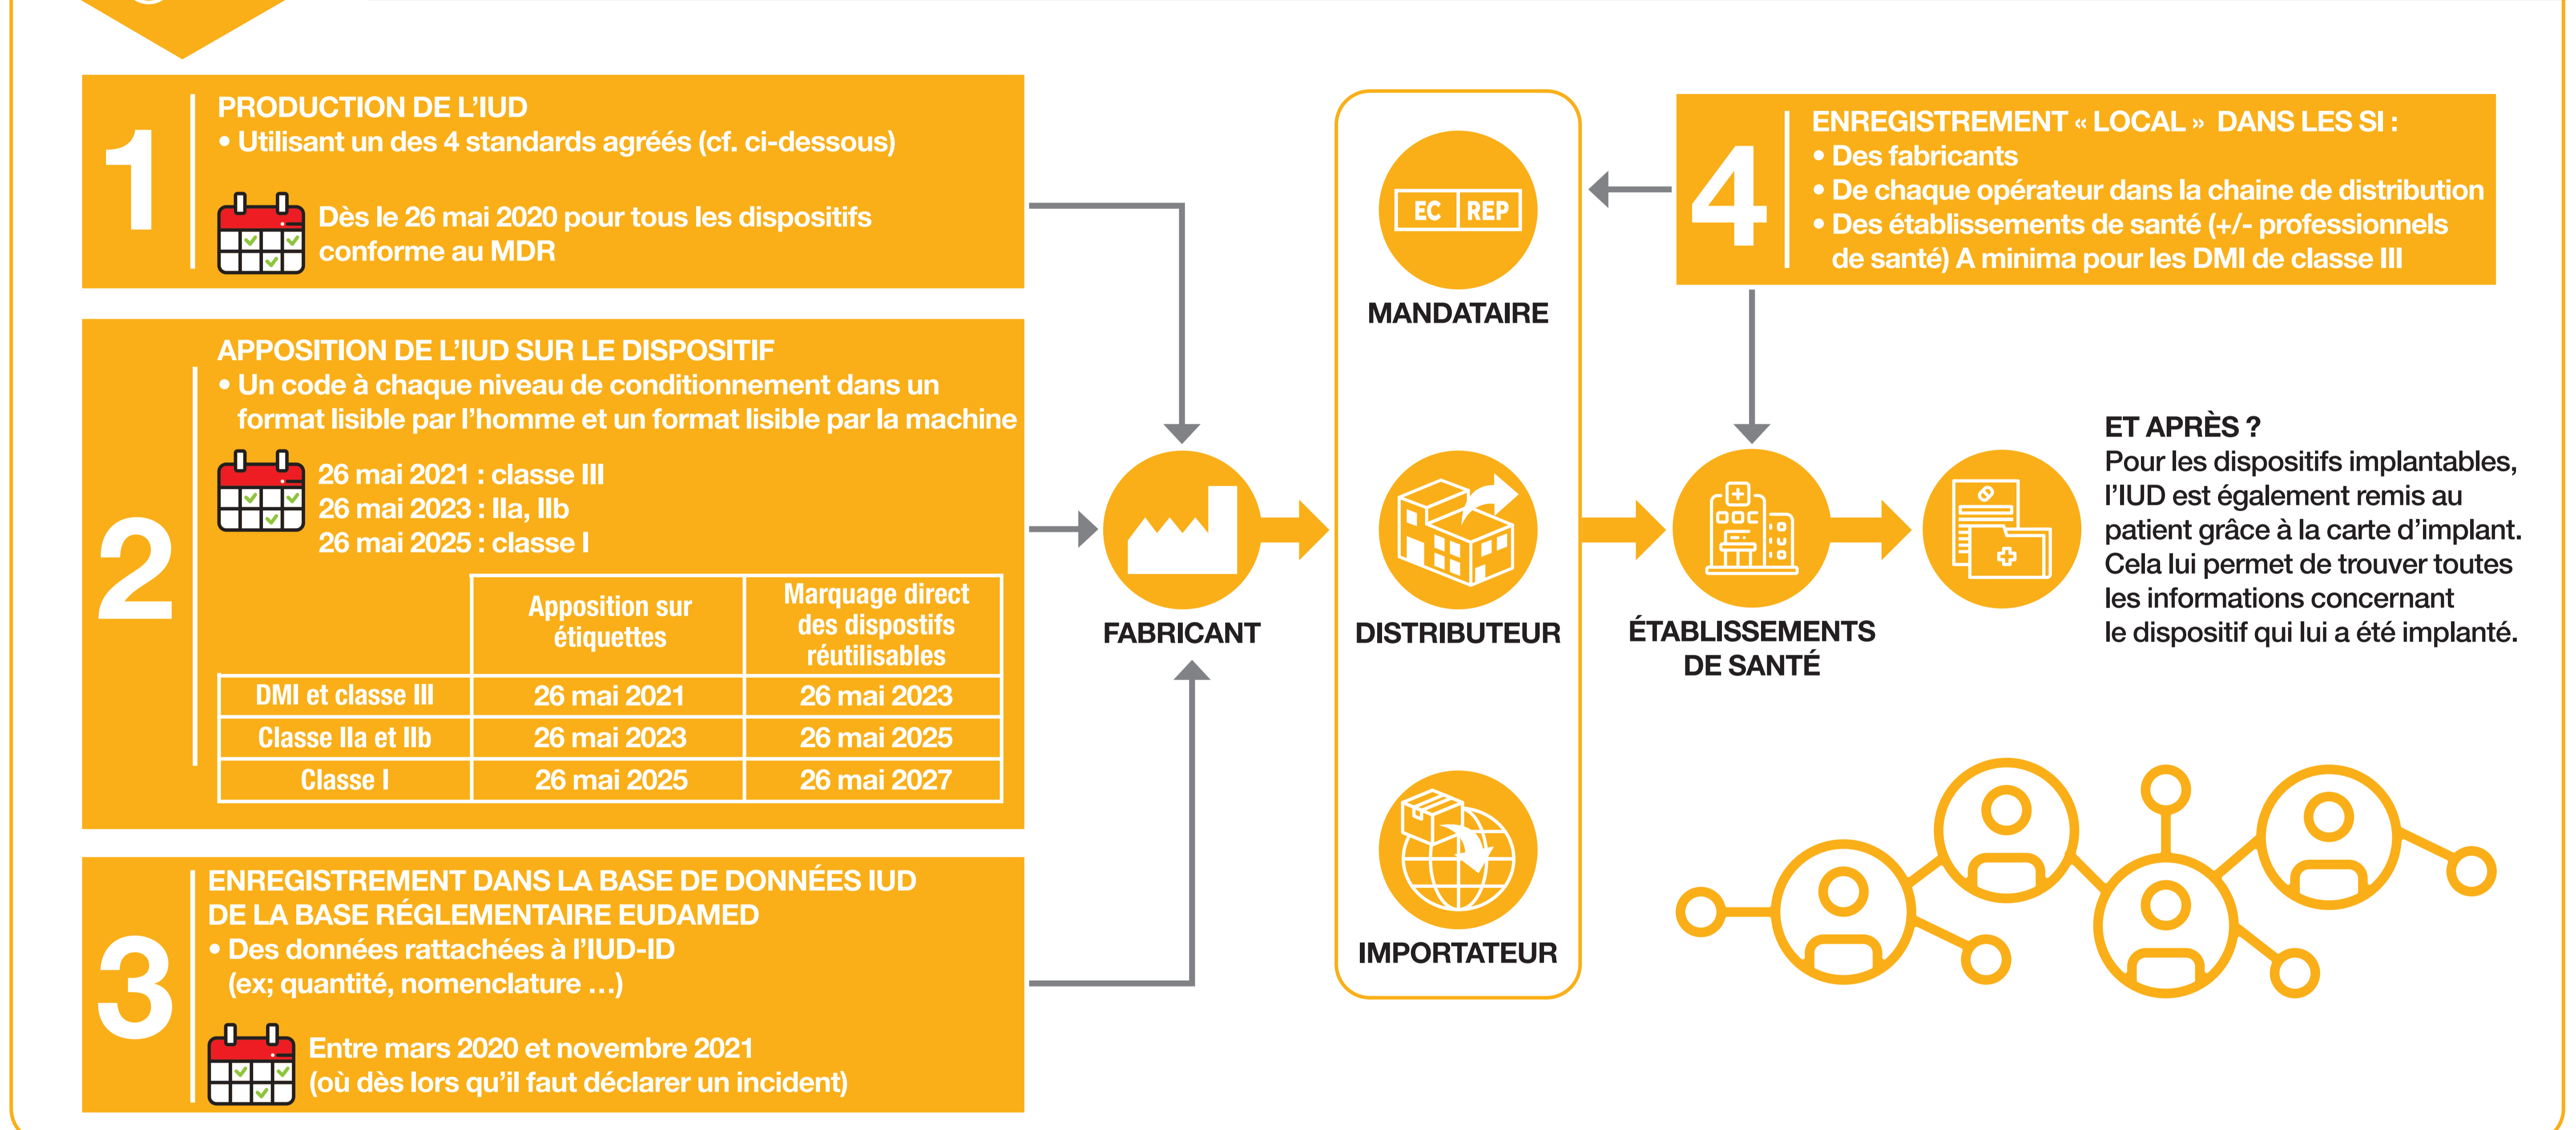 1
PRODUCTION DE L'IUD
• Utilisant un des 4 standards agréés (cf. ci-dessous)
Dès le 26 mai 2020 pour tous les dispositifs
conforme au MDR
2
APPOSITION DE L'IUD SUR LE DISPOSITIF
• Un code à chaque niveau de conditionnement dans un
format lisible par l'homme et un format lisible par la machine
26 mai 2021 : classe III
26 mai 2023 : IIa, IIb
26 mai 2025 : classe I
Apposition sur
étiquettes
Marquage direct
des dispostifs
réutilisables
DMI et classe III 26 mai 2021 26 mai 2023
Classe IIa et IIb 26 mai 2023 26 mai 2025
Classe I 26 mai 2025 26 mai 2027
3
ENREGISTREMENT DANS LA BASE DE DONNÉES IUD
DE LA BASE RÉGLEMENTAIRE EUDAMED
• Des données rattachées à l'IUD-ID
(ex; quantité, nomenclature ...)
Entre mars 2020 et novembre 2021
(où dès lors qu'il faut déclarer un incident)
FABRICANT
EC REP
MANDATAIRE
DISTRIBUTEUR
IMPORTATEUR
4
ENREGISTREMENT « LOCAL » DANS LES SI :
• Des fabricants
• De chaque opérateur dans la chaine de distribution
• Des établissements de santé (+/- professionnels
de santé) A minima pour les DMI de classe III
ÉTABLISSEMENTS
DE SANTÉ
ET APRÈS ?
Pour les dispositifs implantables,
l'IUD est également remis au
patient grâce à la carte d'implant.
Cela lui permet de trouver toutes
les informations concernant
le dispositif qui lui a été implanté.